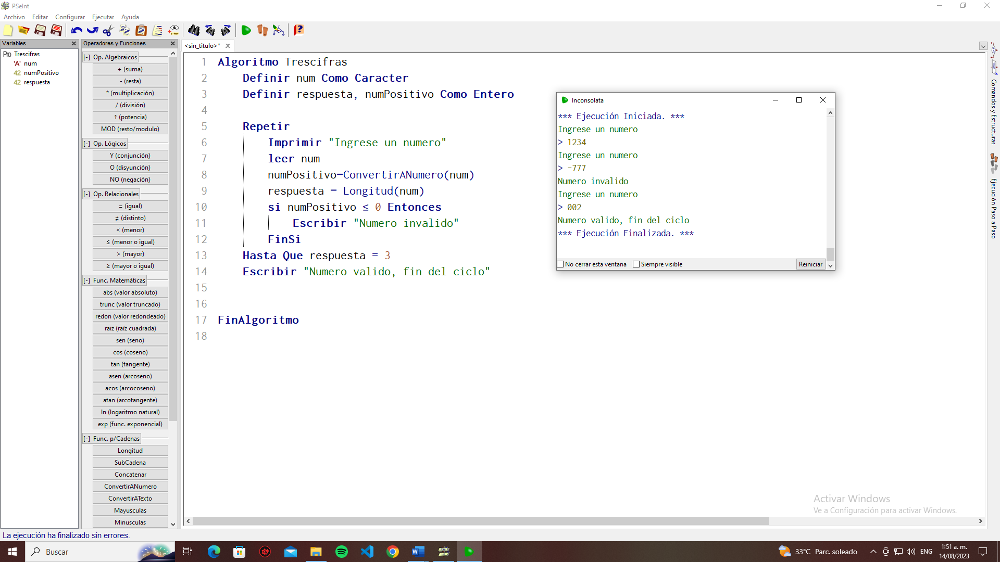 PSeInt
Archivo Editar Configurar Ejecutar Ayuda
Variables
Pro Trescifras
'A' num
42 numPositivo
42 respuesta
Operadores y Funciones
[-] Op. Algebraicos
+ (suma)
- (resta)
* (multiplicación)
/ (división)
↑ (potencia)
MOD (resto/modulo)
[-] Op. Lógicos
Y (conjunción)
O (disyunción)
NO (negación)
[-] Op. Relacionales
= (igual)
≠ (distinto)
< (menor)
≤ (menor o igual)
> (mayor)
≥ (mayor o igual)
[-] Func. Matemáticas
abs (valor absoluto)
trunc (valor truncado)
redon (valor redondeado)
raiz (raíz cuadrada)
sen (seno)
cos (coseno)
tan (tangente)
asen (arcoseno)
acos (arcocoseno)
atan (arcotangente)
ln (logaritmo natural)
exp (func. exponencial)
[-] Func. p/Cadenas
Longitud
SubCadena
Concatenar
ConvertirANumero
ConvertirATexto
Mayusculas
Minusculas
<sin_titulo>*
1 Algoritmo Trescifras
2 Definir num Como Caracter
3 Definir respuesta, numPositivo Como Entero
4
5 Repetir
6 Imprimir "Ingrese un numero"
7 leer num
8 numPositivo=ConvertirANumero(num)
9 respuesta = Longitud(num)
10 si numPositivo ≤ 0 Entonces
11 Escribir "Numero invalido"
12 FinSi
13 Hasta Que respuesta = 3
14 Escribir "Numero valido, fin del ciclo"
15
16
17 FinAlgoritmo
18
Inconsolata
*** Ejecución Iniciada. ***
Ingrese un numero
> 1234
Ingrese un numero
> -777
Numero invalido
Ingrese un numero
> 002
Numero valido, fin del ciclo
*** Ejecución Finalizada. ***
No cerrar esta ventana Siempre visible Reiniciar
Comandos y Estructuras
Ejecución Paso a Paso
Activar Windows
Ve a Configuración para activar Windows.
La ejecución ha finalizado sin errores.
Buscar
33°C Parc. soleado
ENG
1:51 a. m.
14/08/2023